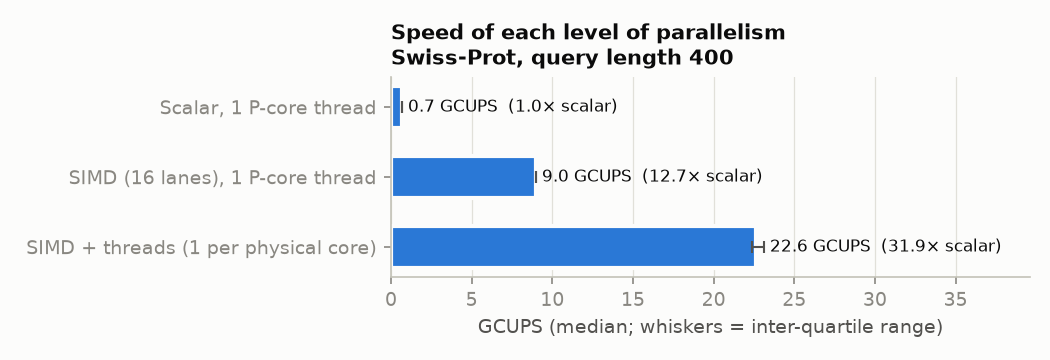 Speed of each level of parallelism
Swiss-Prot, query length 400
Scalar, 1 P-core thread
0.7 GCUPS (1.0× scalar)
SIMD (16 lanes), 1 P-core thread
9.0 GCUPS (12.7× scalar)
SIMD + threads (1 per physical core)
22.6 GCUPS (31.9× scalar)
0 5 10 15 20 25 30 35
GCUPS (median; whiskers = inter-quartile range)